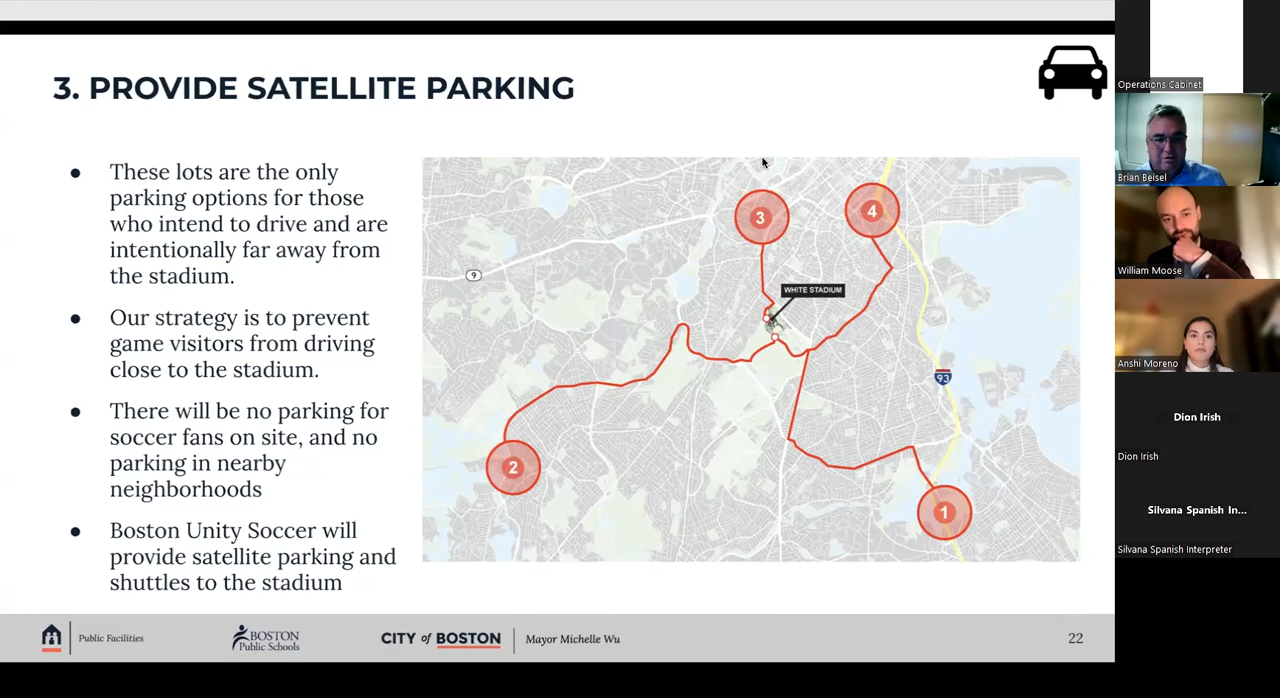 3. PROVIDE SATELLITE PARKING
● These lots are the only
parking options for those
who intend to drive and are
intentionally far away from
the stadium.
● Our strategy is to prevent
game visitors from driving
close to the stadium.
● There will be no parking for
soccer fans on site, and no
parking in nearby
neighborhoods
● Boston Unity Soccer will
provide satellite parking and
shuttles to the stadium
3
4
WHITE STADIUM
9
93
2
1
Public Facilities
BOSTON
Public Schools
CITY of BOSTON
Mayor Michelle Wu
22
Operations Cabinet
Brian Beisel
William Moose
Anshi Moreno
Dion Irish
Dion Irish
Silvana Spanish In...
Silvana Spanish Interpreter